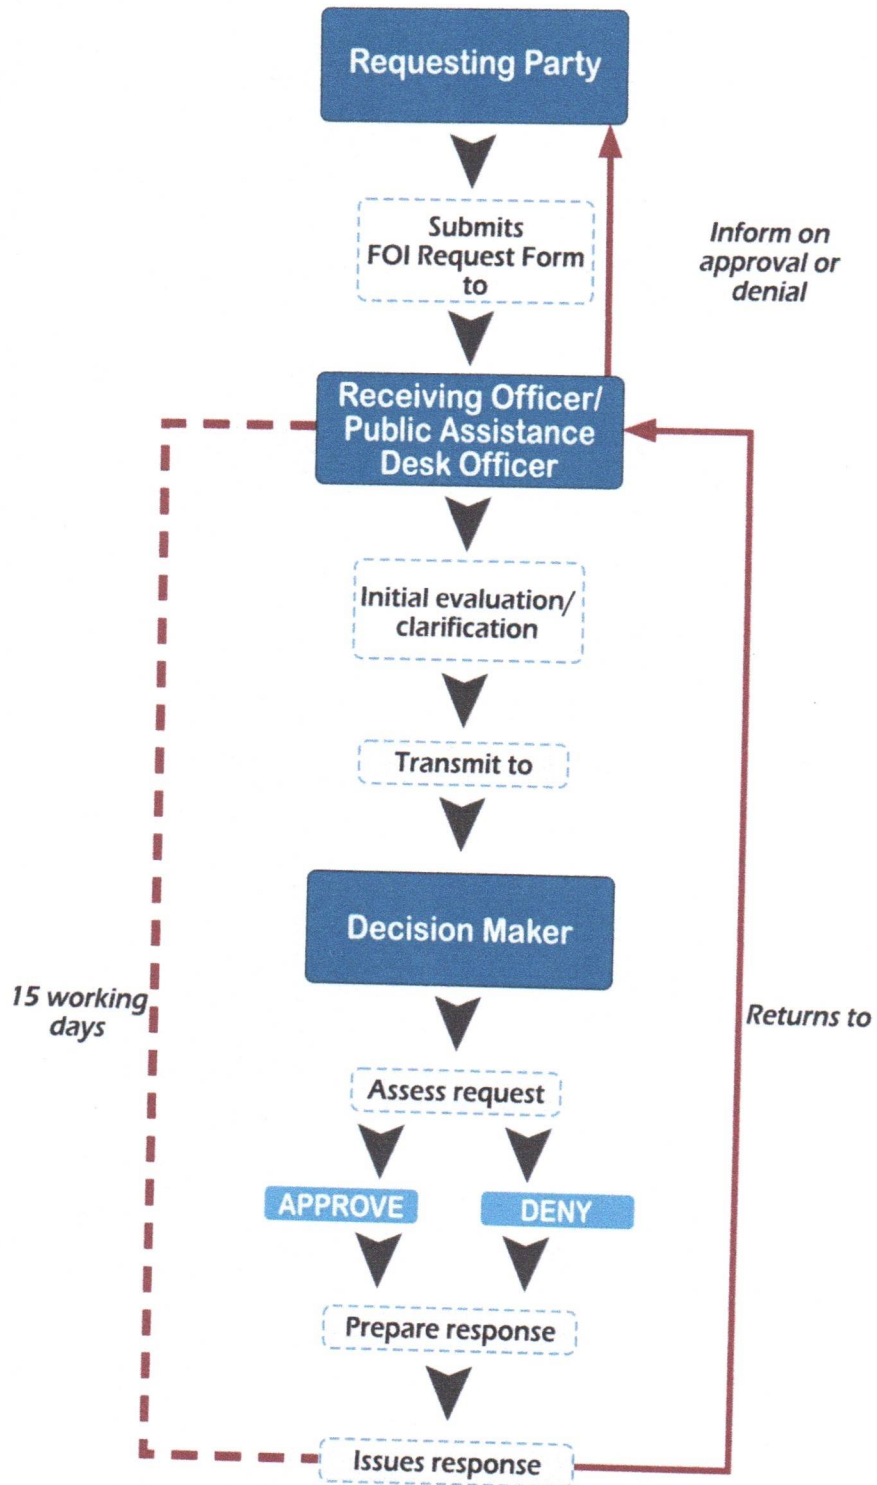 Requesting Party
Submits
FOI Request Form
to
Inform on
approval or
denial
Receiving Officer/
Public Assistance
Desk Officer
Initial evaluation/
clarification
Transmit to
Decision Maker
15 working
days
Returns to
Assess request
APPROVE
DENY
Prepare response
Issues response